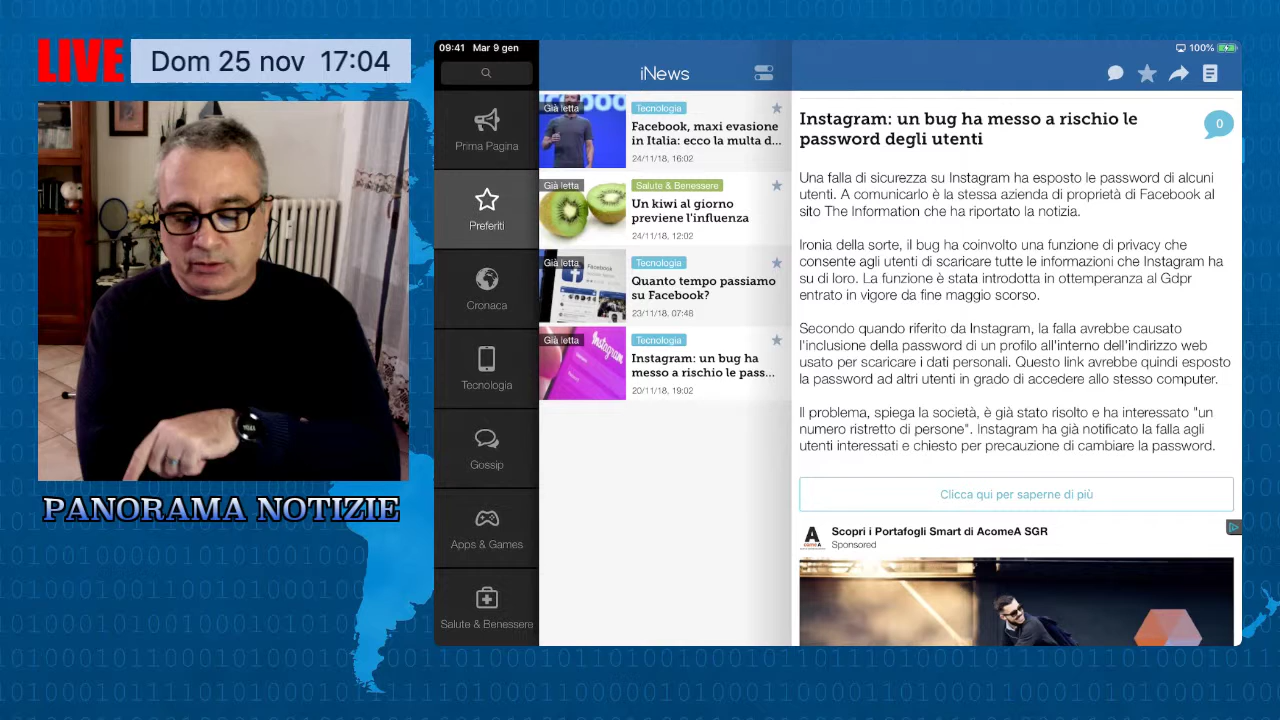 LIVE
Dom 25 nov 17:04
PANORAMA NOTIZIE
09:41 Mar 9 gen
100%
iNews
Prima Pagina
Preferiti
Cronaca
Tecnologia
Gossip
Apps & Games
Salute & Benessere
Già letta
Tecnologia
Facebook, maxi evasione
in Italia: ecco la multa d...
24/11/18, 16:02
Già letta
Salute & Benessere
Un kiwi al giorno
previene l'influenza
24/11/18, 12:02
Già letta
Tecnologia
Quanto tempo passiamo
su Facebook?
23/11/18, 07:48
Già letta
Tecnologia
Instagram: un bug ha
messo a rischio le pass...
20/11/18, 19:02
Instagram: un bug ha messo a rischio le
password degli utenti
0
Una falla di sicurezza su Instagram ha esposto le password di alcuni
utenti. A comunicarlo è la stessa azienda di proprietà di Facebook al
sito The Information che ha riportato la notizia.
Ironia della sorte, il bug ha coinvolto una funzione di privacy che
consente agli utenti di scaricare tutte le informazioni che Instagram ha
su di loro. La funzione è stata introdotta in ottemperanza al Gdpr
entrato in vigore da fine maggio scorso.
Secondo quando riferito da Instagram, la falla avrebbe causato
l'inclusione della password di un profilo all'interno dell'indirizzo web
usato per scaricare i dati personali. Questo link avrebbe quindi esposto
la password ad altri utenti in grado di accedere allo stesso computer.
Il problema, spiega la società, è già stato risolto e ha interessato "un
numero ristretto di persone". Instagram ha già notificato la falla agli
utenti interessati e chiesto per precauzione di cambiare la password.
Clicca qui per saperne di più
Scopri i Portafogli Smart di AcomeA SGR
Sponsored